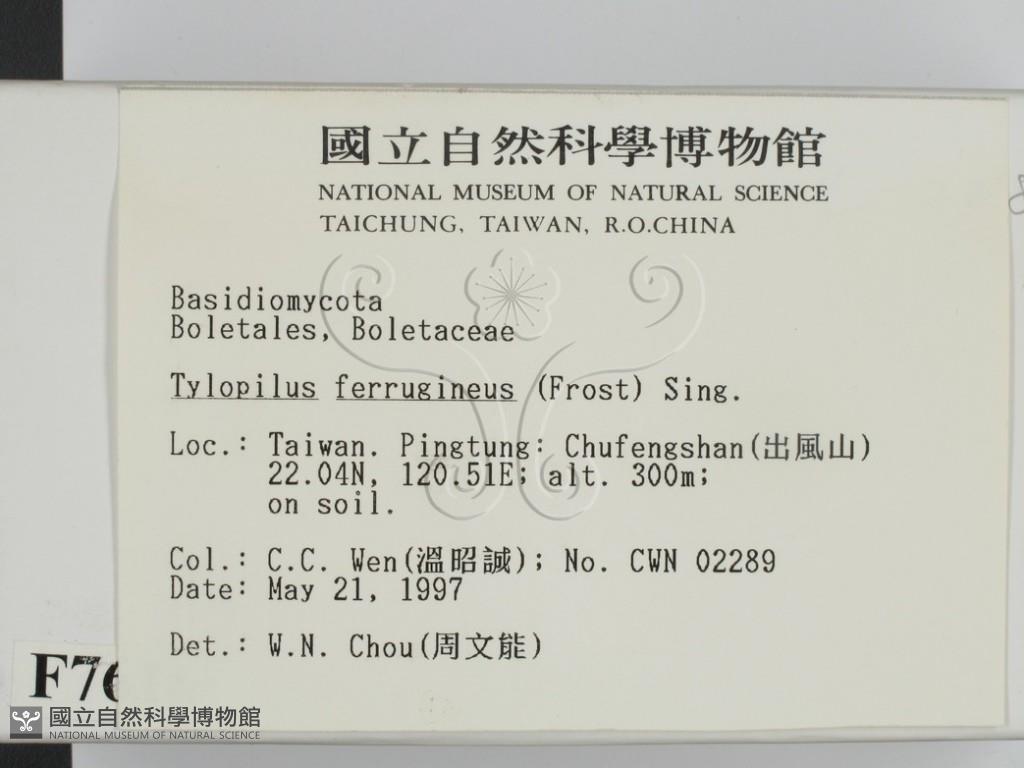 國立自然科學博物館
NATIONAL MUSEUM OF NATURAL SCIENCE
TAICHUNG, TAIWAN, R.O.CHINA
Basidiomycota
Boletales, Boletaceae
Tylopilus ferrugineus (Frost) Sing.
Loc.: Taiwan. Pingtung: Chufengshan(出風山)
22.04N, 120.51E; alt. 300m;
on soil.
Col.: C.C. Wen(溫昭誠); No. CWN 02289
Date: May 21, 1997
Det.: W.N. Chou(周文能)
F76
國立自然科學博物館
NATIONAL MUSEUM OF NATURAL SCIENCE